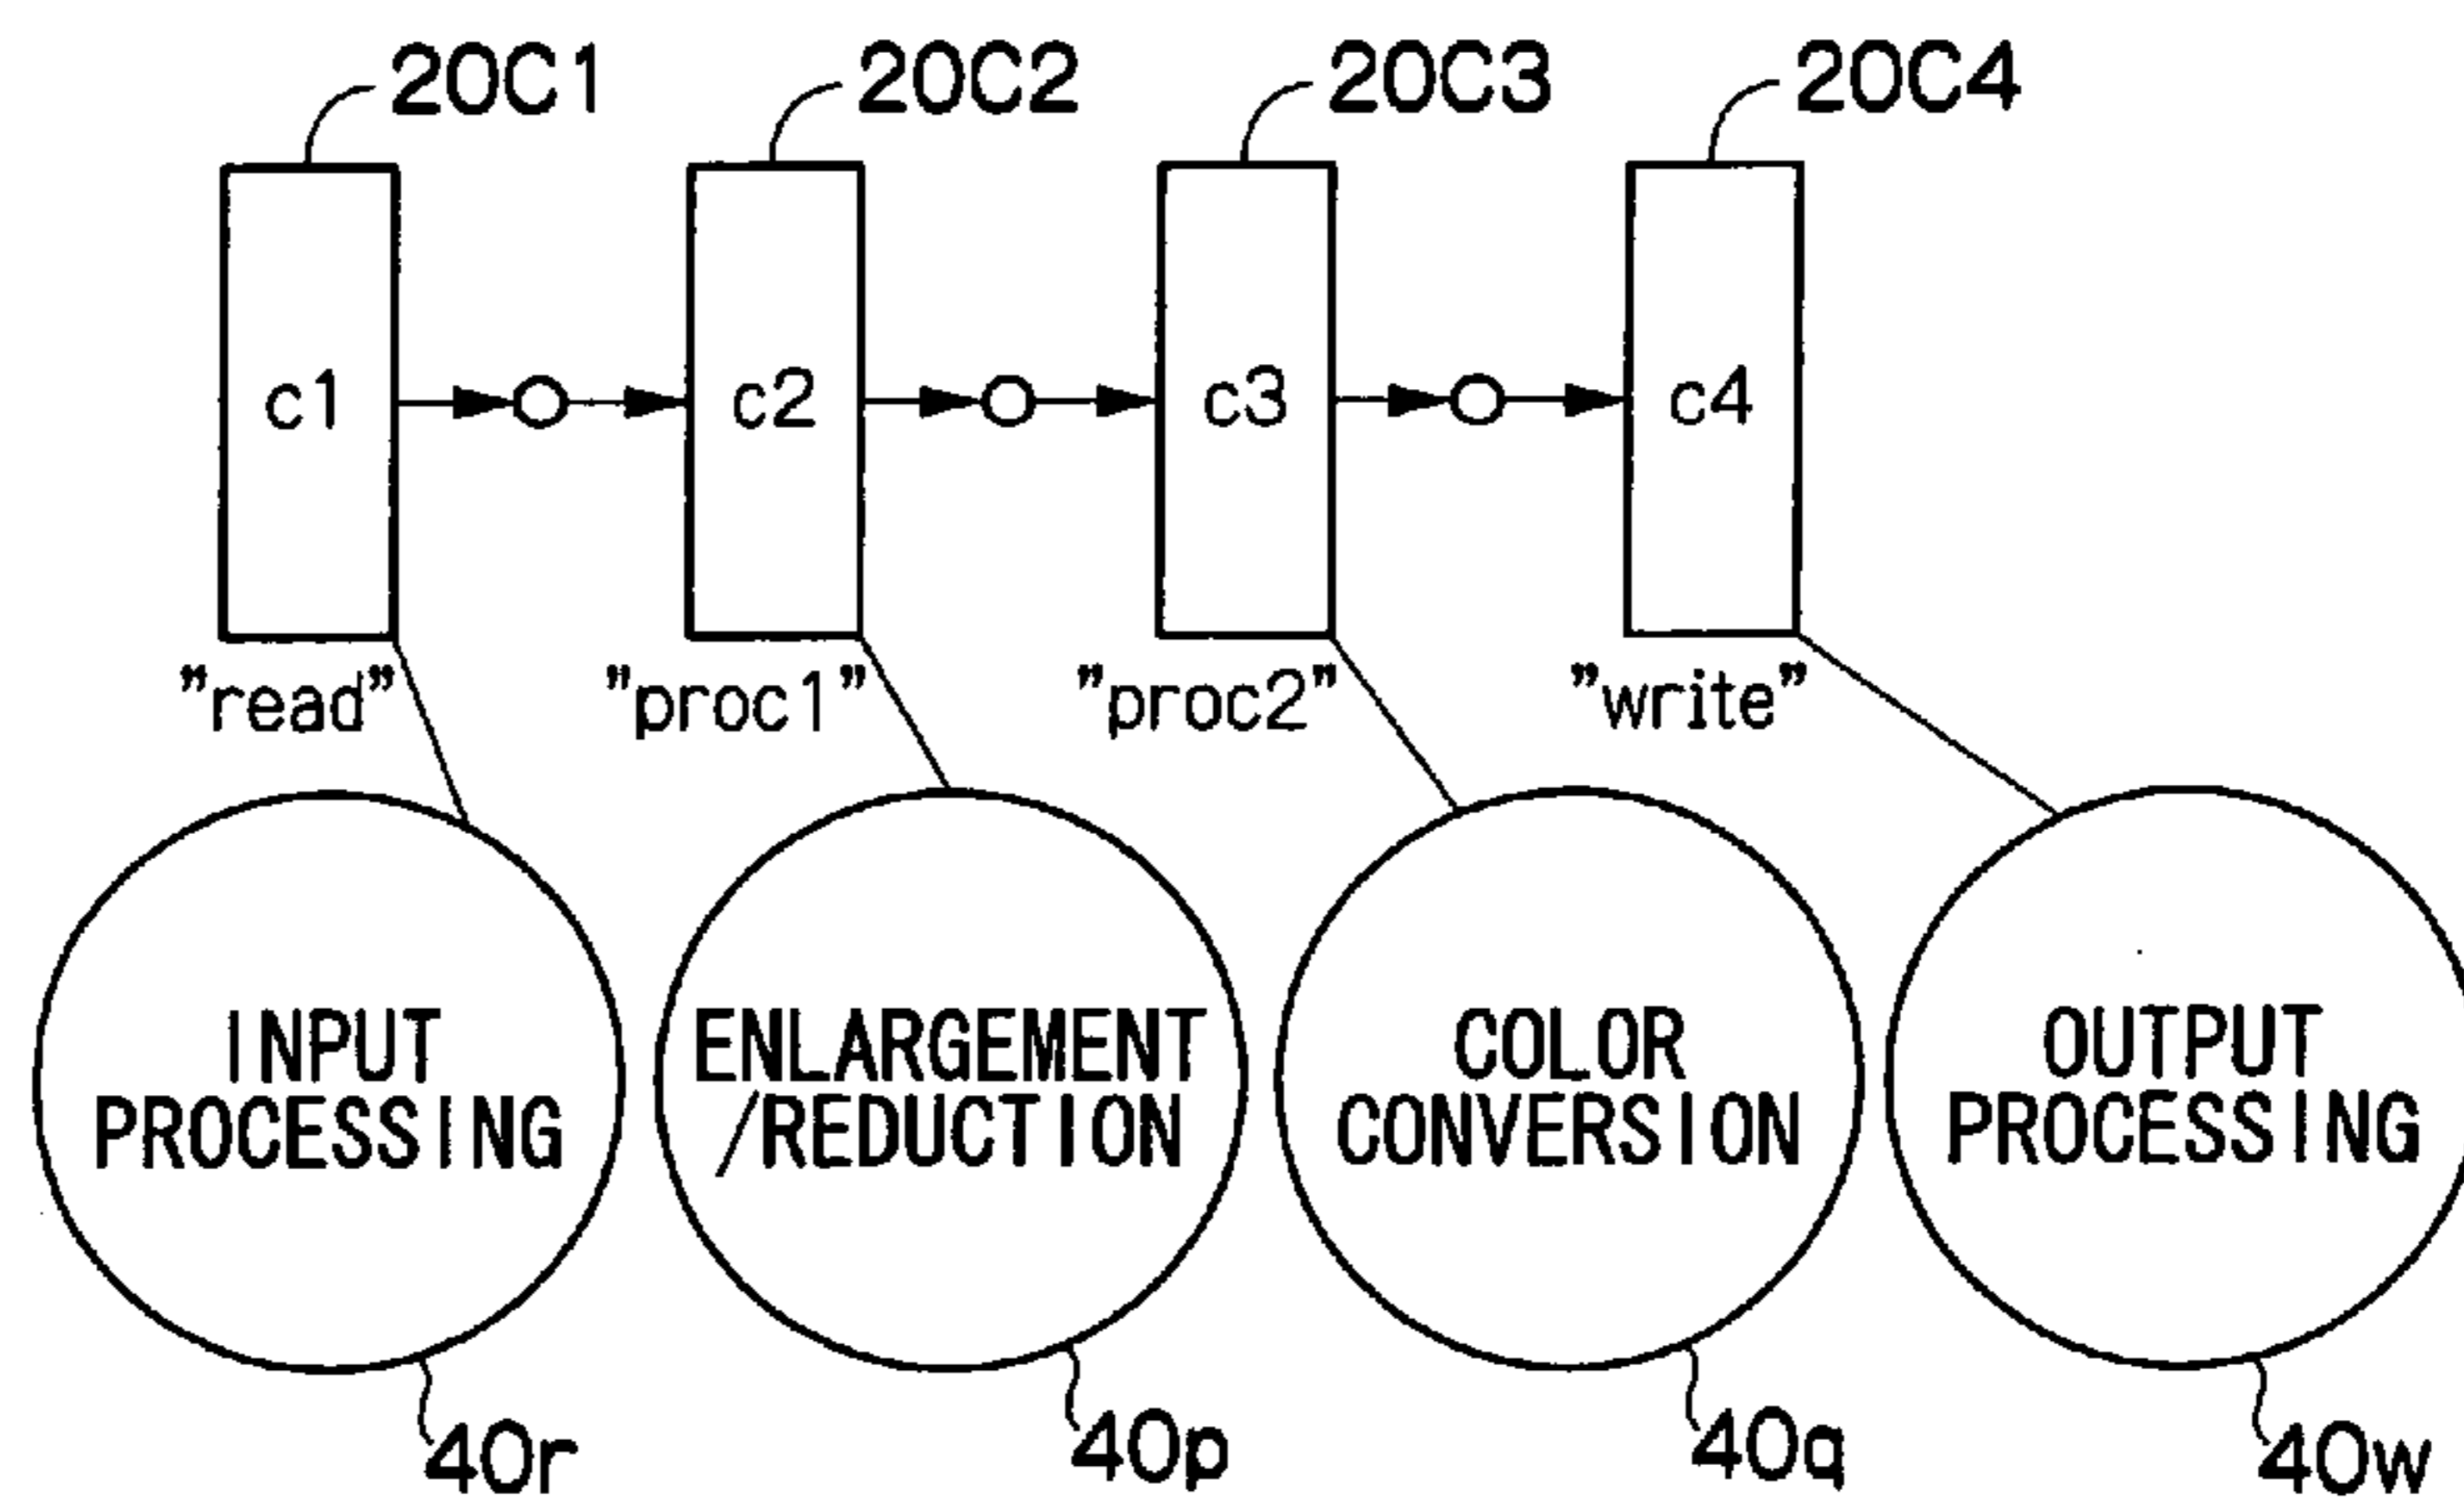 20C1 20C2 20C3 20C4
c1 c2 c3 c4
"read" "proc1" "proc2" "write"
INPUT PROCESSING
ENLARGEMENT /REDUCTION
COLOR CONVERSION
OUTPUT PROCESSING
40r 40p 40q 40w